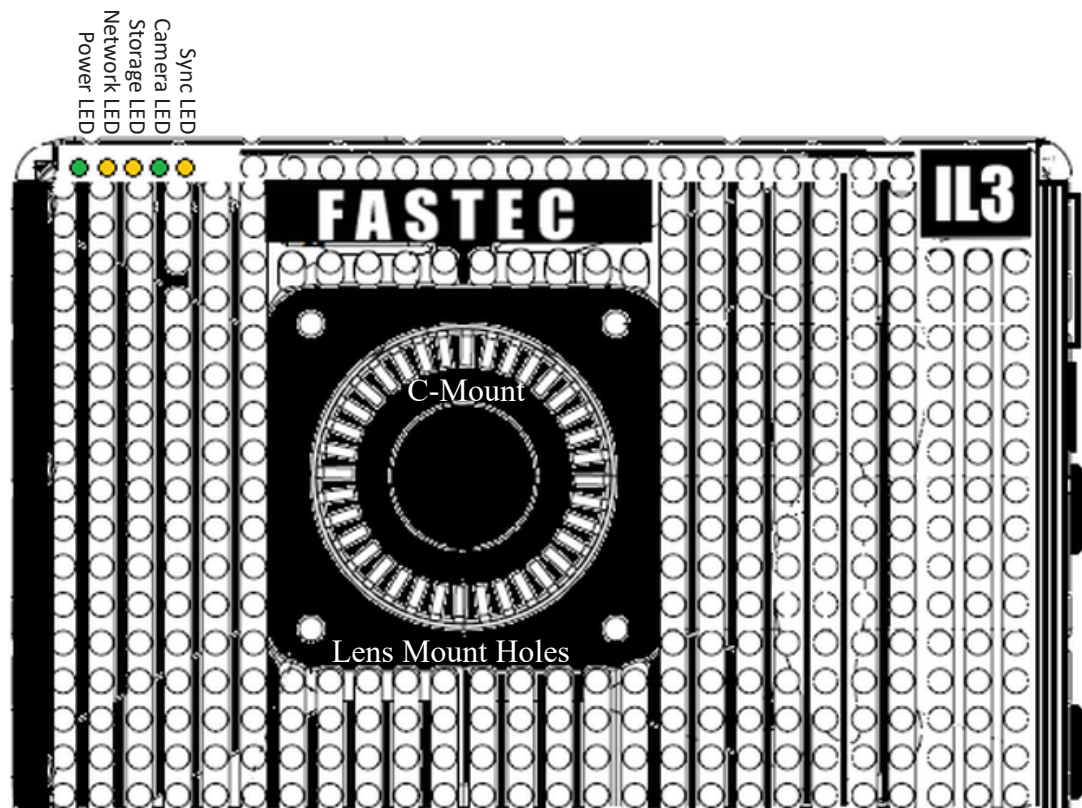 Power LED
Network LED
Storage LED
Camera LED
Sync LED
FASTEC
IL3
C-Mount
Lens Mount Holes